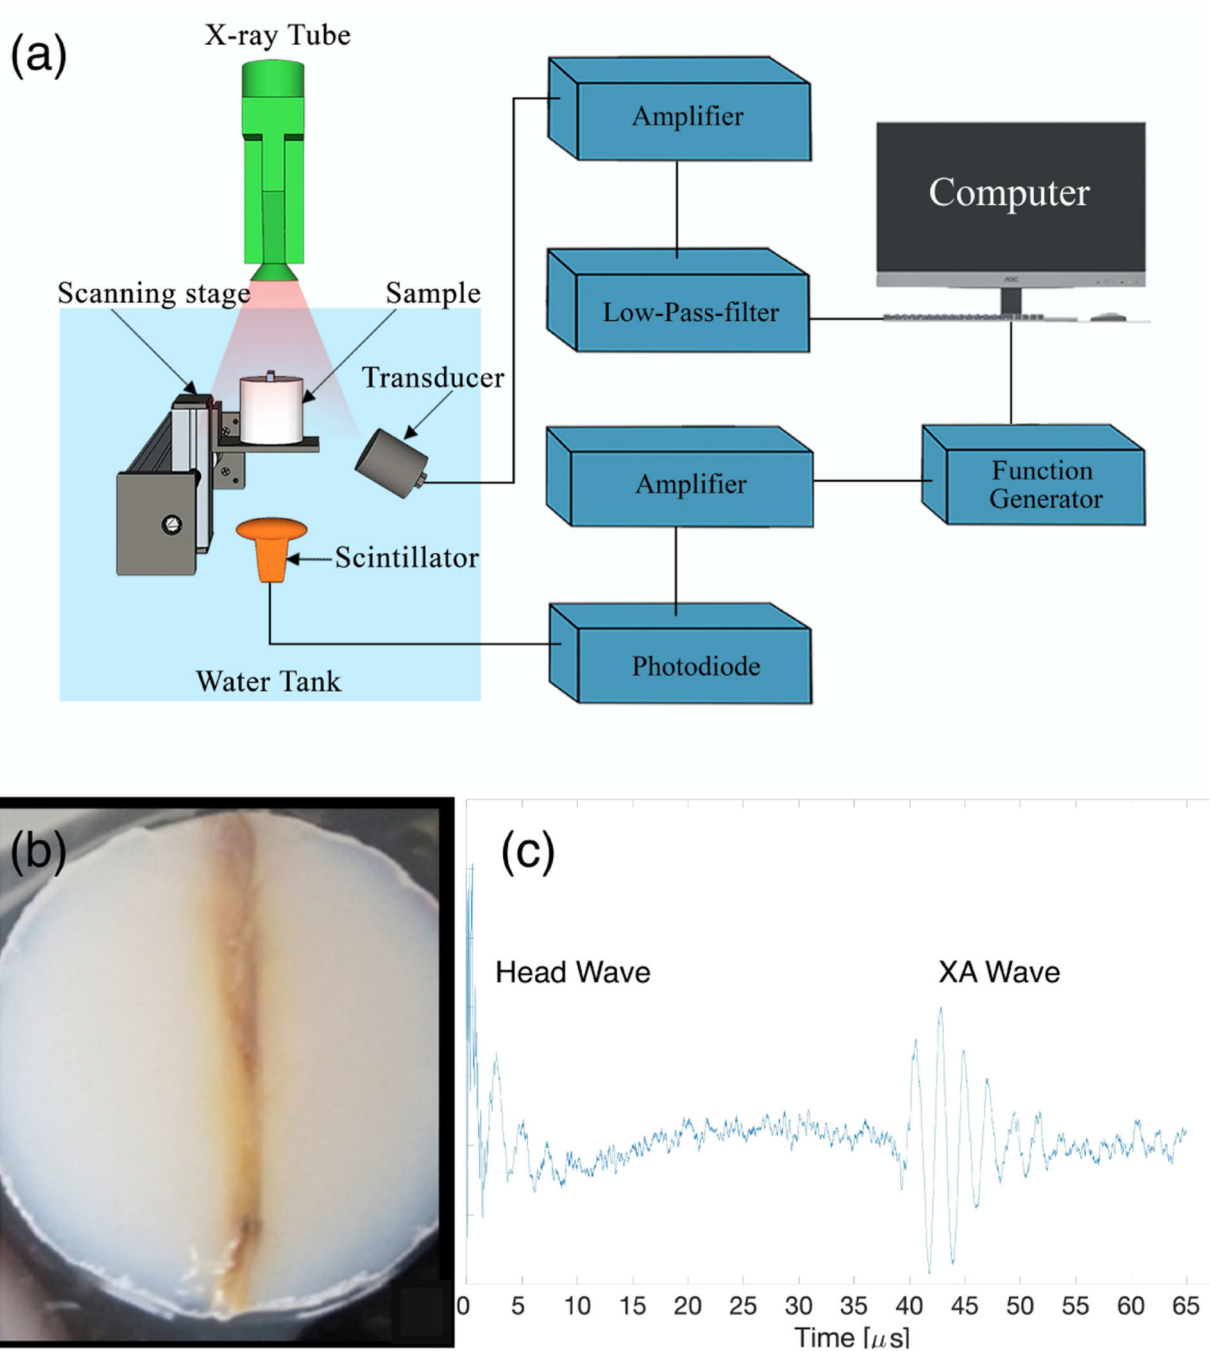 (a)
X-ray Tube
Amplifier
Computer
AOC
Scanning stage
Sample
Low-Pass-filter
Transducer
Amplifier
Function
Generator
Scintillator
Photodiode
Water Tank
(b)
(c)
Head Wave
XA Wave
0 5 10 15 20 25 30 35 40 45 50 55 60 65
Time [μs]